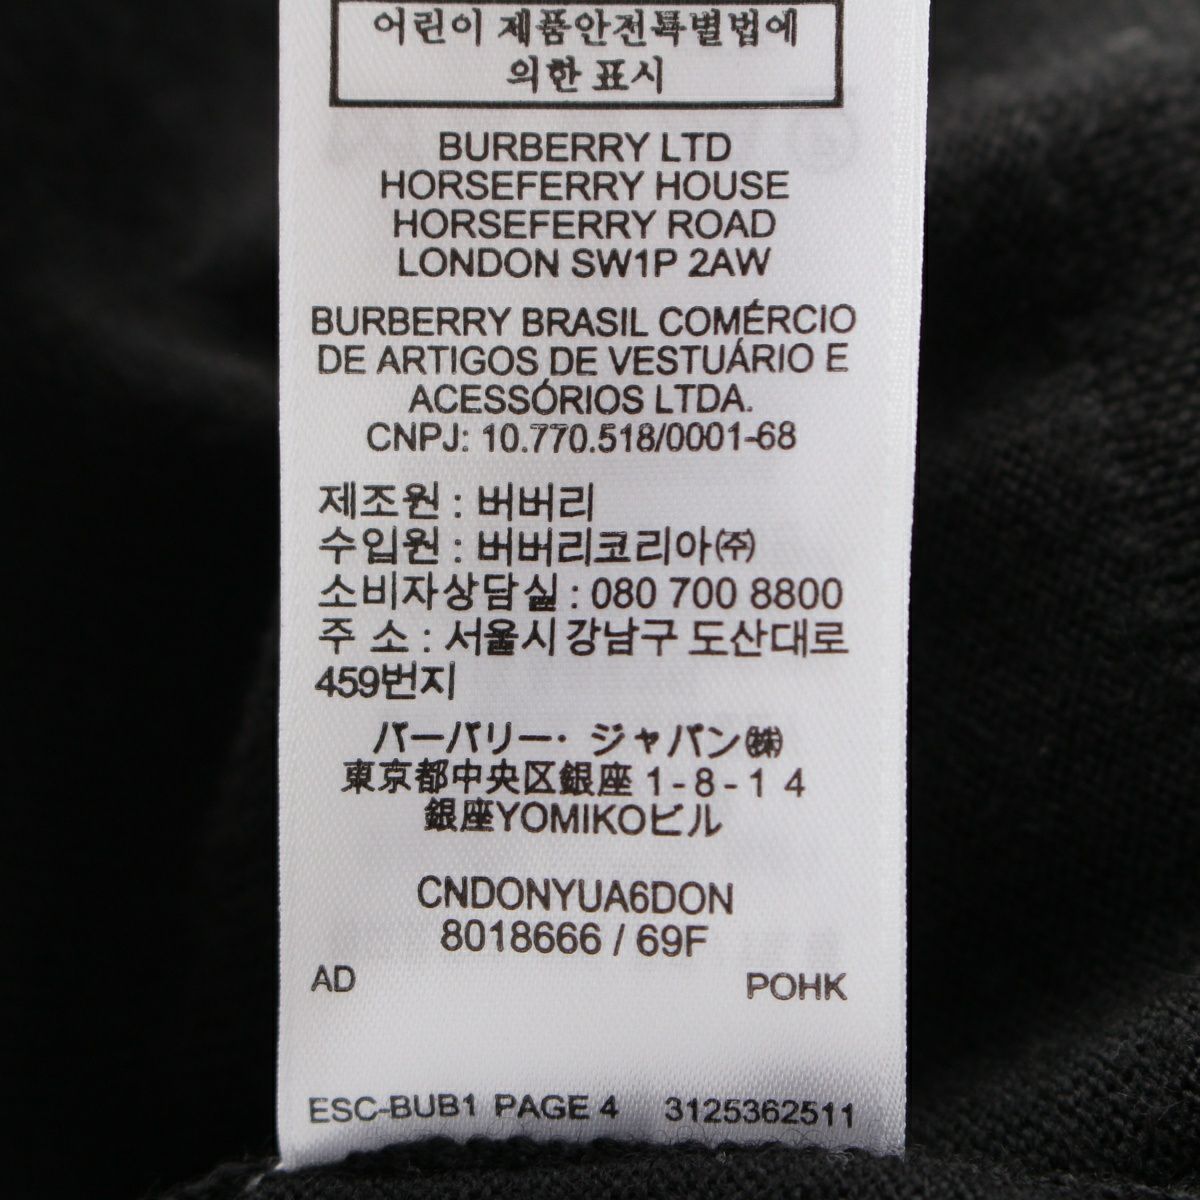 어린이 제품안전특별법에
의한 표시
BURBERRY LTD
HORSEFERRY HOUSE
HORSEFERRY ROAD
LONDON SW1P 2AW
BURBERRY BRASIL COMÉRCIO
DE ARTIGOS DE VESTUÁRIO E
ACESSÓRIOS LTDA.
CNPJ: 10.770.518/0001-68
제조원 : 버버리
수입원 : 버버리코리아㈜
소비자상담실 : 080 700 8800
주 소 : 서울시 강남구 도산대로
459번지
バーバリー・ジャパン㈱
東京都中央区銀座 1-8-1 4
銀座YOMIKOビル
CNDONYUA6DON
8018666 / 69F
AD POHK
ESC-BUB1 PAGE 4 3125362511